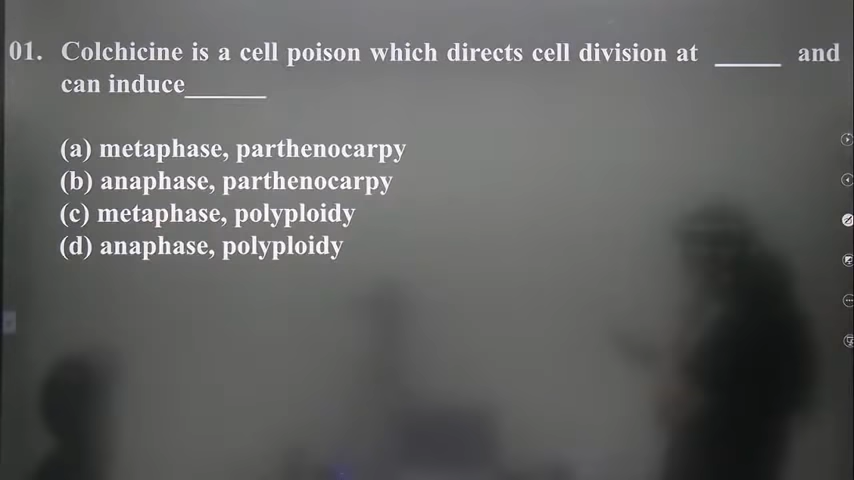 01. Colchicine is a cell poison which directs cell division at _____ and
can induce______
(a) metaphase, parthenocarpy
(b) anaphase, parthenocarpy
(c) metaphase, polyploidy
(d) anaphase, polyploidy